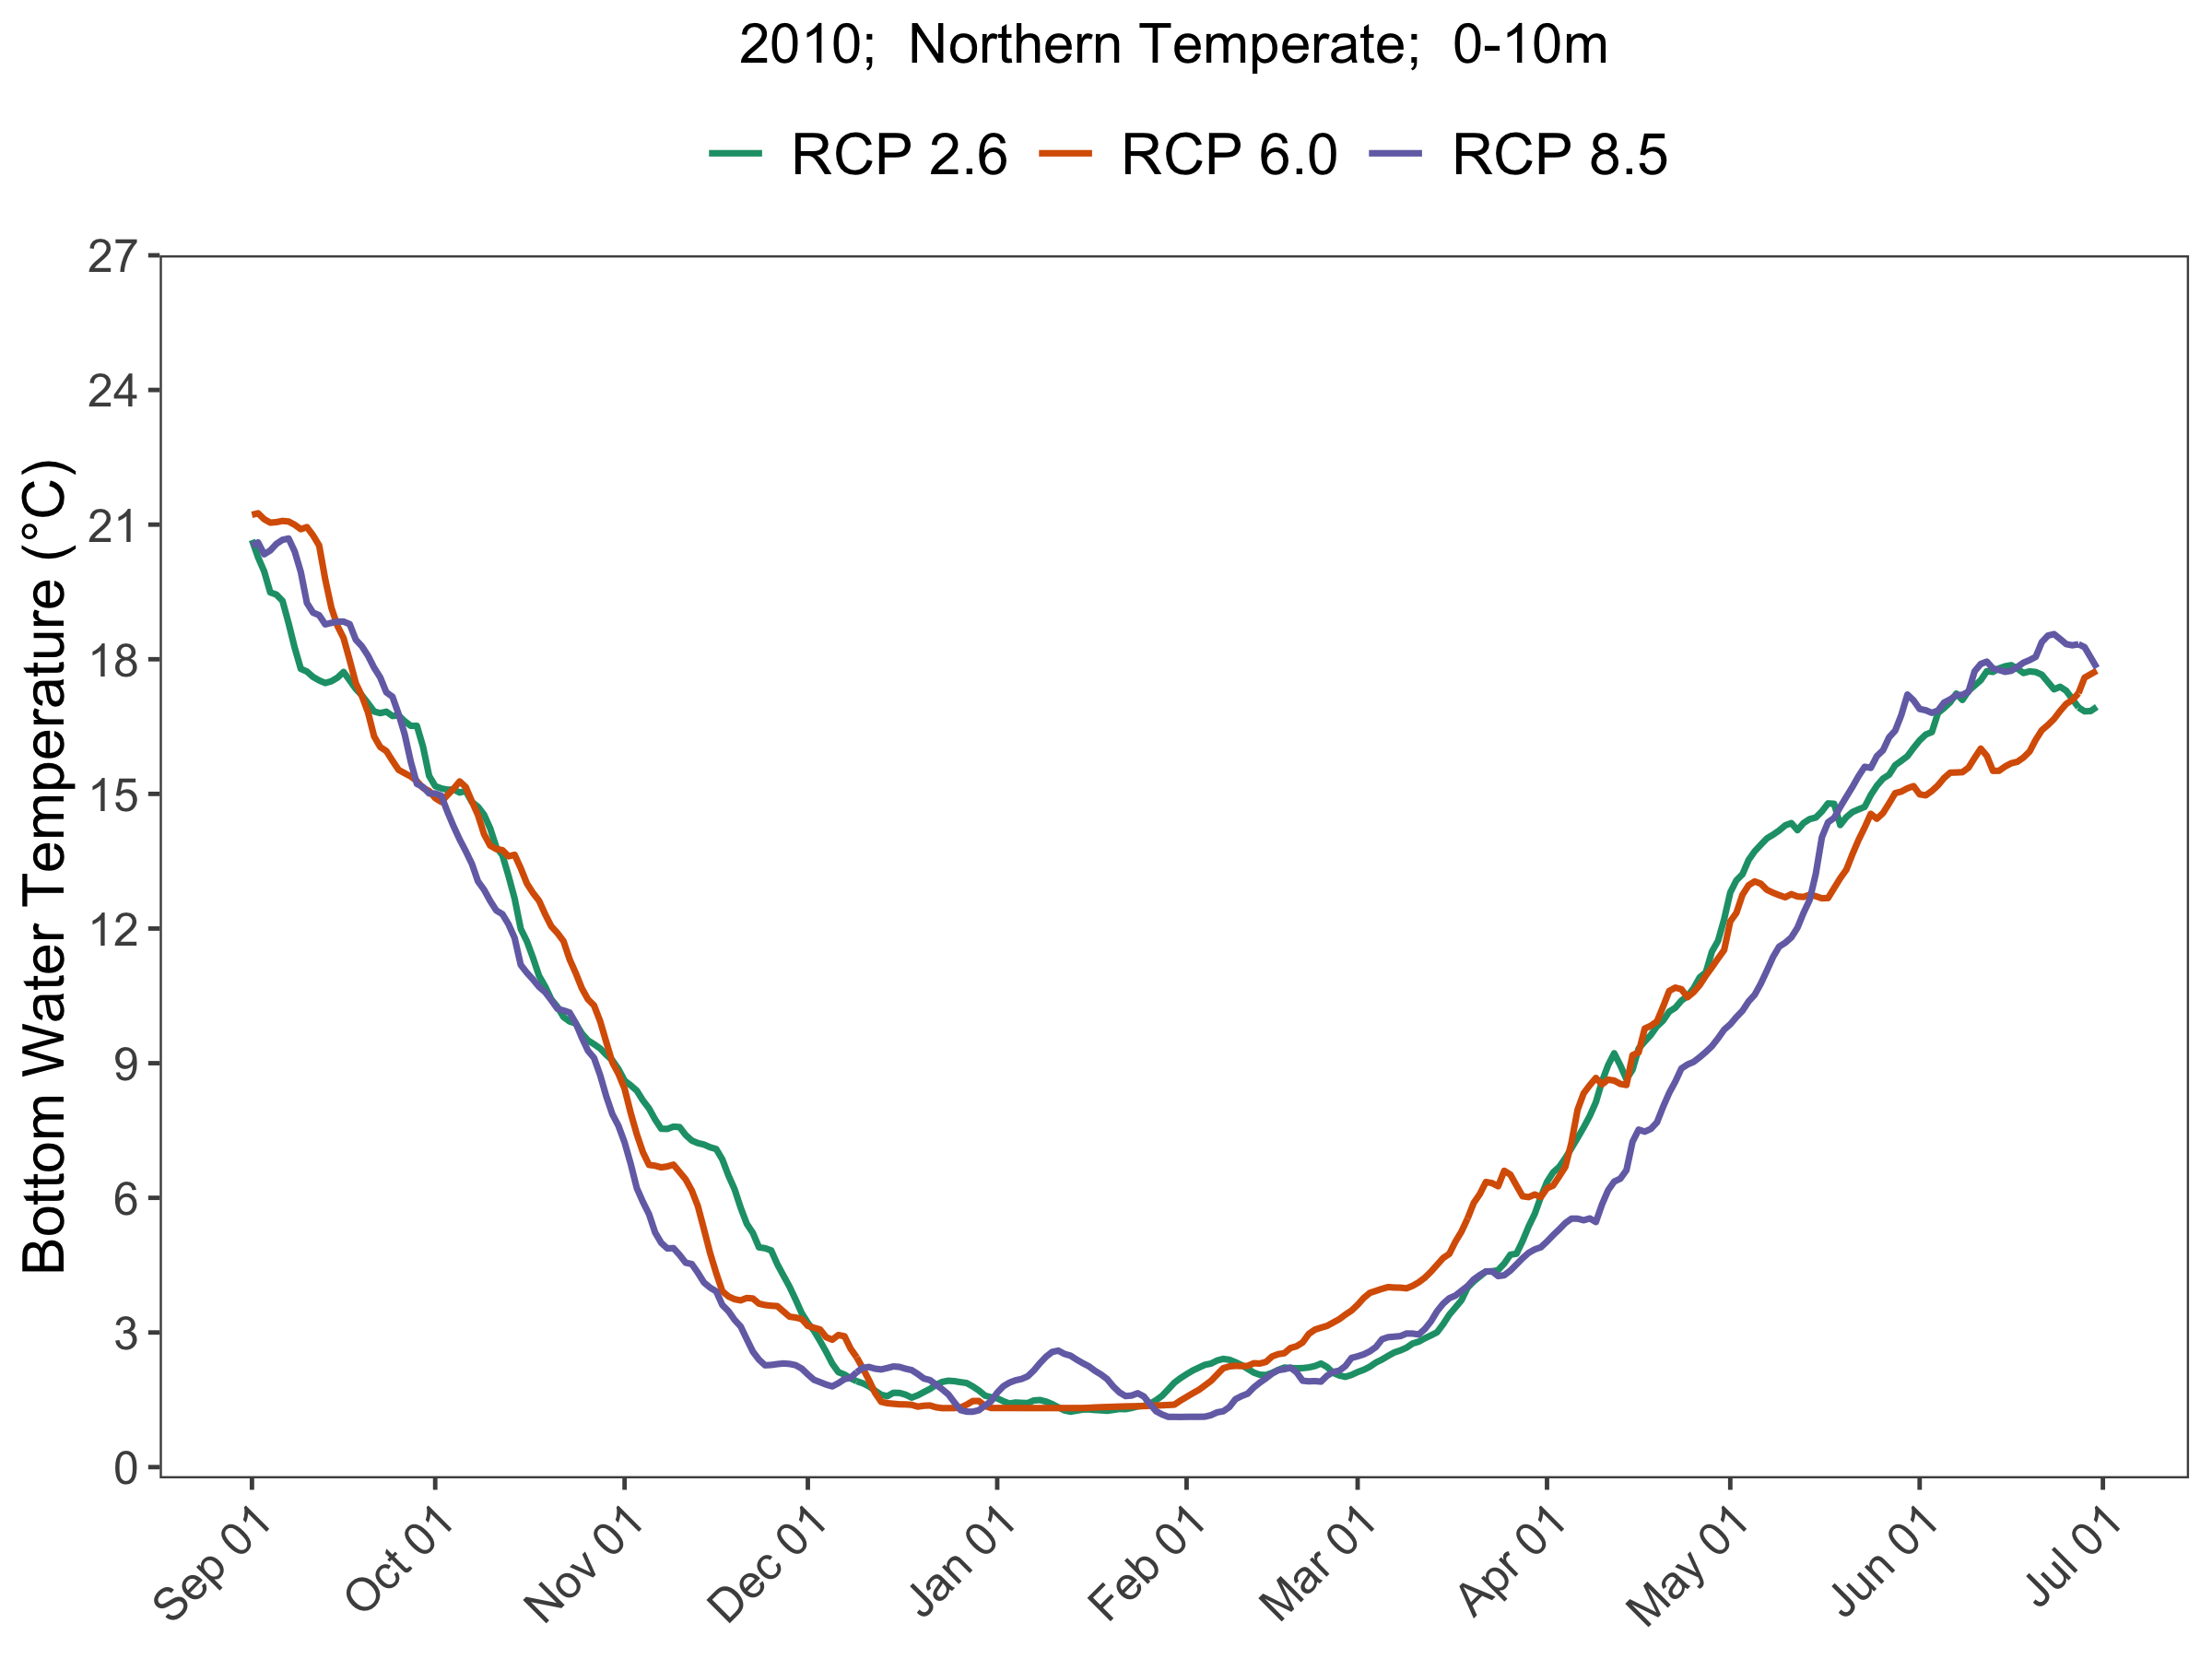 2010;  Northern Temperate;  0-10m
RCP 2.6 RCP 6.0 RCP 8.5
Bottom Water Temperature (°C)
27
24
21
18
15
12
9
6
3
0
Sep 01 Oct 01 Nov 01 Dec 01 Jan 01 Feb 01 Mar 01 Apr 01 May 01 Jun 01 Jul 01